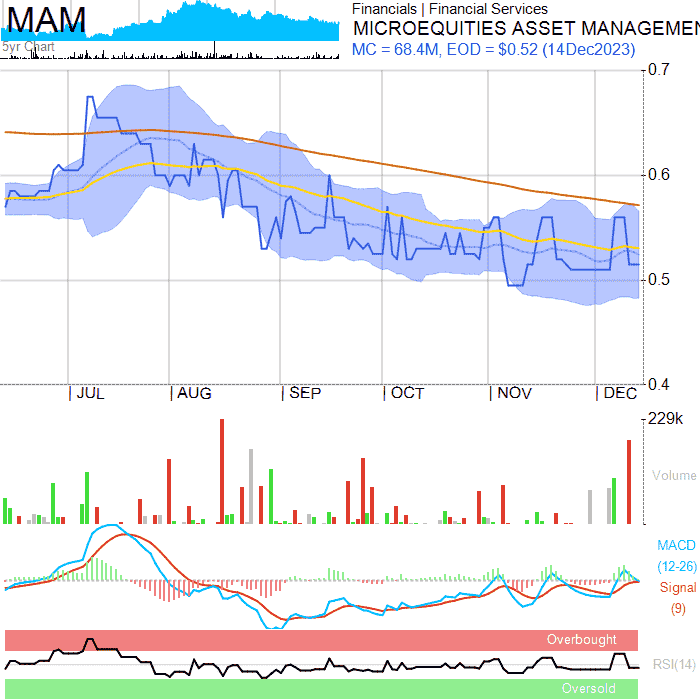 MAM
5yr Chart
Financials | Financial Services
MICROEQUITIES ASSET MANAGEMEN
MC = 68.4M, EOD = $0.52 (14Dec2023)
0.7
0.6
0.5
0.4
JUL AUG SEP OCT NOV DEC
229k
Volume
MACD
(12-26)
Signal
(9)
Overbought
RSI(14)
Oversold